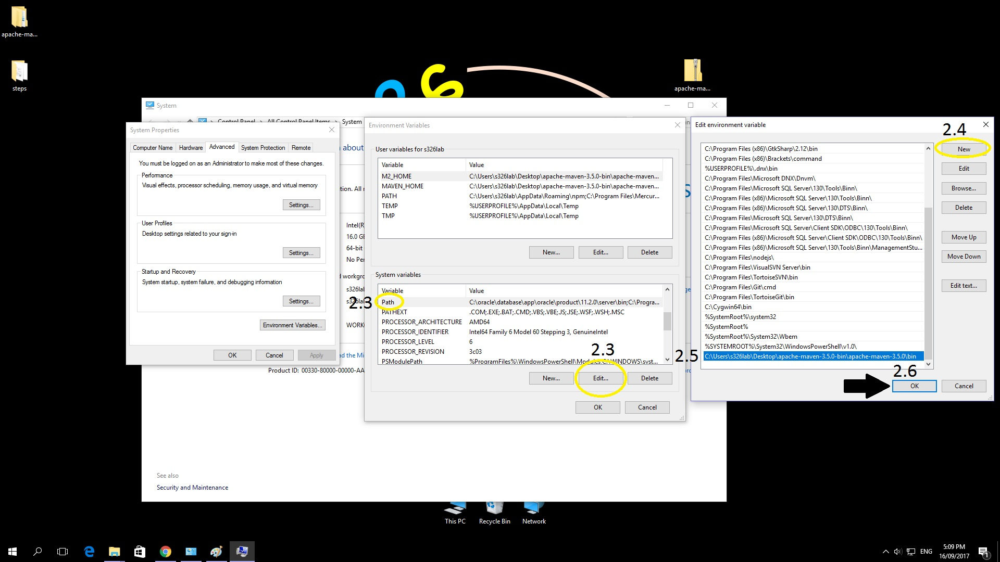 apache-ma...
steps
apache-ma...
System
Control Panel
All Control Panel Items
System
System Properties
Computer Name
Hardware
Advanced
System Protection
Remote
You must be logged on as an Administrator to make most of these changes.
Performance
Visual effects, processor scheduling, memory usage, and virtual memory
Settings...
User Profiles
Desktop settings related to your sign-in
Settings...
Startup and Recovery
System startup, system failure, and debugging information
Settings...
Environment Variables...
OK
Cancel
Apply
about
tion. All r
Intel(R
16.0 GB
64-bit
No Pen
d workgro
s326lab
s326lab
WORK
ad the Mi
Product ID: 00330-80000-00000-AA
See also
Security and Maintenance
Environment Variables
User variables for s326lab
Variable Value
M2_HOME C:\Users\s326lab\Desktop\apache-maven-3.5.0-bin\apache-maven...
MAVEN_HOME C:\Users\s326lab\Desktop\apache-maven-3.5.0-bin\apache-maven...
PATH C:\Users\s326lab\AppData\Roaming\npm;C:\Program Files\Mercur...
TEMP %USERPROFILE%\AppData\Local\Temp
TMP %USERPROFILE%\AppData\Local\Temp
New...
Edit...
Delete
System variables
Variable Value
2.3
Path C:\oracle\database\app\oracle\product\11.2.0\server\bin;C:\Progra...
PATHEXT .COM;.EXE;.BAT;.CMD;.VBS;.VBE;.JS;.JSE;.WSF;.WSH;.MSC
PROCESSOR_ARCHITECTURE AMD64
PROCESSOR_IDENTIFIER Intel64 Family 6 Model 60 Stepping 3, GenuineIntel
PROCESSOR_LEVEL 6
PROCESSOR_REVISION 3c03
PSModulePath %ProgramFiles%\WindowsPowerShell\Modules;C:\WINDOWS\syst...
2.3
New...
Edit...
Delete
OK
Cancel
Edit environment variable
2.4
C:\Program Files (x86)\GtkSharp\2.12\bin
C:\Program Files (x86)\Brackets\command
%USERPROFILE%\.dnx\bin
C:\Program Files\Microsoft DNX\Dnvm\
C:\Program Files\Microsoft SQL Server\130\Tools\Binn\
C:\Program Files (x86)\Microsoft SQL Server\130\Tools\Binn\
C:\Program Files (x86)\Microsoft SQL Server\130\DTS\Binn\
C:\Program Files\Microsoft SQL Server\130\DTS\Binn\
C:\Program Files\Microsoft SQL Server\Client SDK\ODBC\130\Tools\Binn\
C:\Program Files (x86)\Microsoft SQL Server\Client SDK\ODBC\130\Tools\Binn\
C:\Program Files (x86)\Microsoft SQL Server\130\Tools\Binn\ManagementStu...
C:\Program Files\nodejs\
C:\Program Files\VisualSVN Server\bin
C:\Program Files\TortoiseSVN\bin
C:\Program Files\Git\cmd
C:\Program Files\TortoiseGit\bin
C:\Cygwin64\bin
%SystemRoot%\system32
%SystemRoot%
%SystemRoot%\System32\Wbem
%SYSTEMROOT%\System32\WindowsPowerShell\v1.0\
2.5
C:\Users\s326lab\Desktop\apache-maven-3.5.0-bin\apache-maven-3.5.0\bin
New
Edit
Browse...
Delete
Move Up
Move Down
Edit text...
2.6
OK
Cancel
This PC
Recycle Bin
Network
ENG
5:09 PM
16/09/2017
1